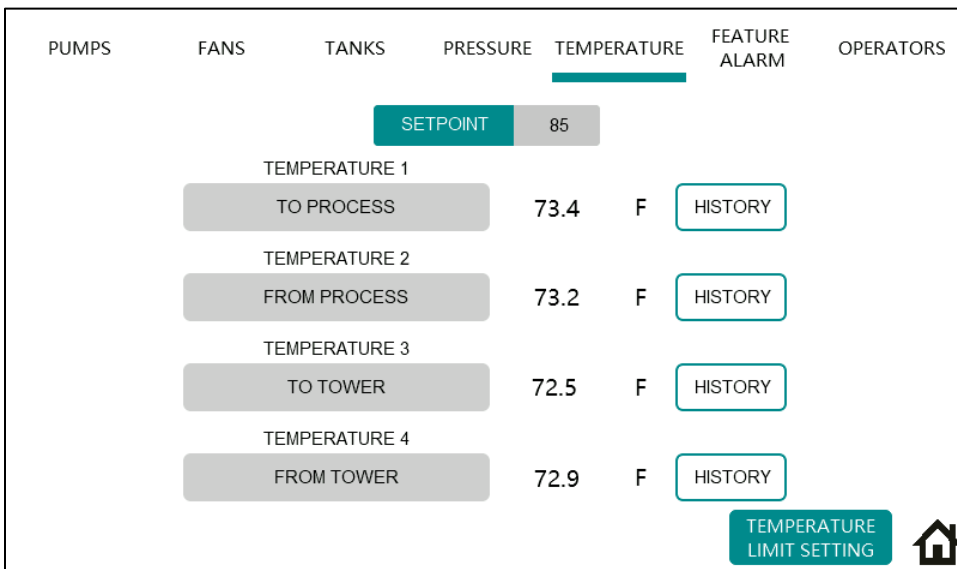 PUMPS FANS TANKS PRESSURE TEMPERATURE FEATURE ALARM OPERATORS
SETPOINT 85
TEMPERATURE 1
TO PROCESS 73.4 F HISTORY
TEMPERATURE 2
FROM PROCESS 73.2 F HISTORY
TEMPERATURE 3
TO TOWER 72.5 F HISTORY
TEMPERATURE 4
FROM TOWER 72.9 F HISTORY
TEMPERATURE
LIMIT SETTING